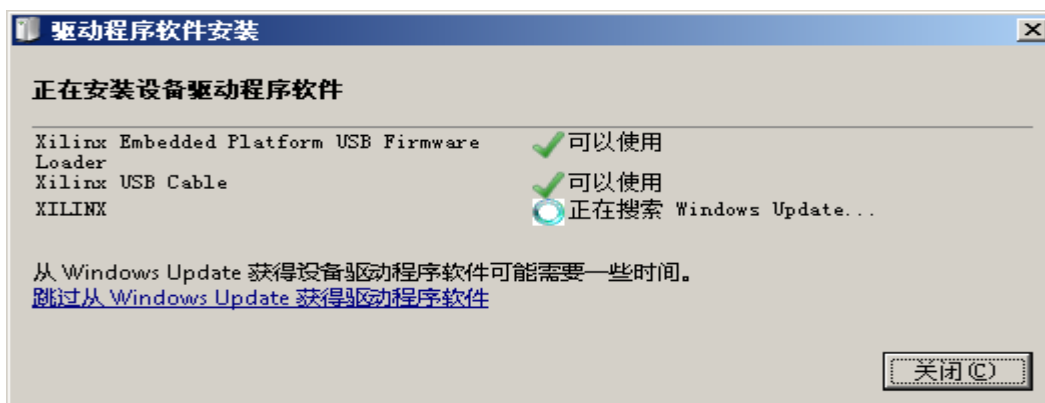 驱动程序软件安装
正在安装设备驱动程序软件
Xilinx Embedded Platform USB Firmware
Loader
可以使用
Xilinx USB Cable
可以使用
XILINX
正在搜索 Windows Update...
从 Windows Update 获得设备驱动程序软件可能需要一些时间。
跳过从 Windows Update 获得驱动程序软件
关闭(C)